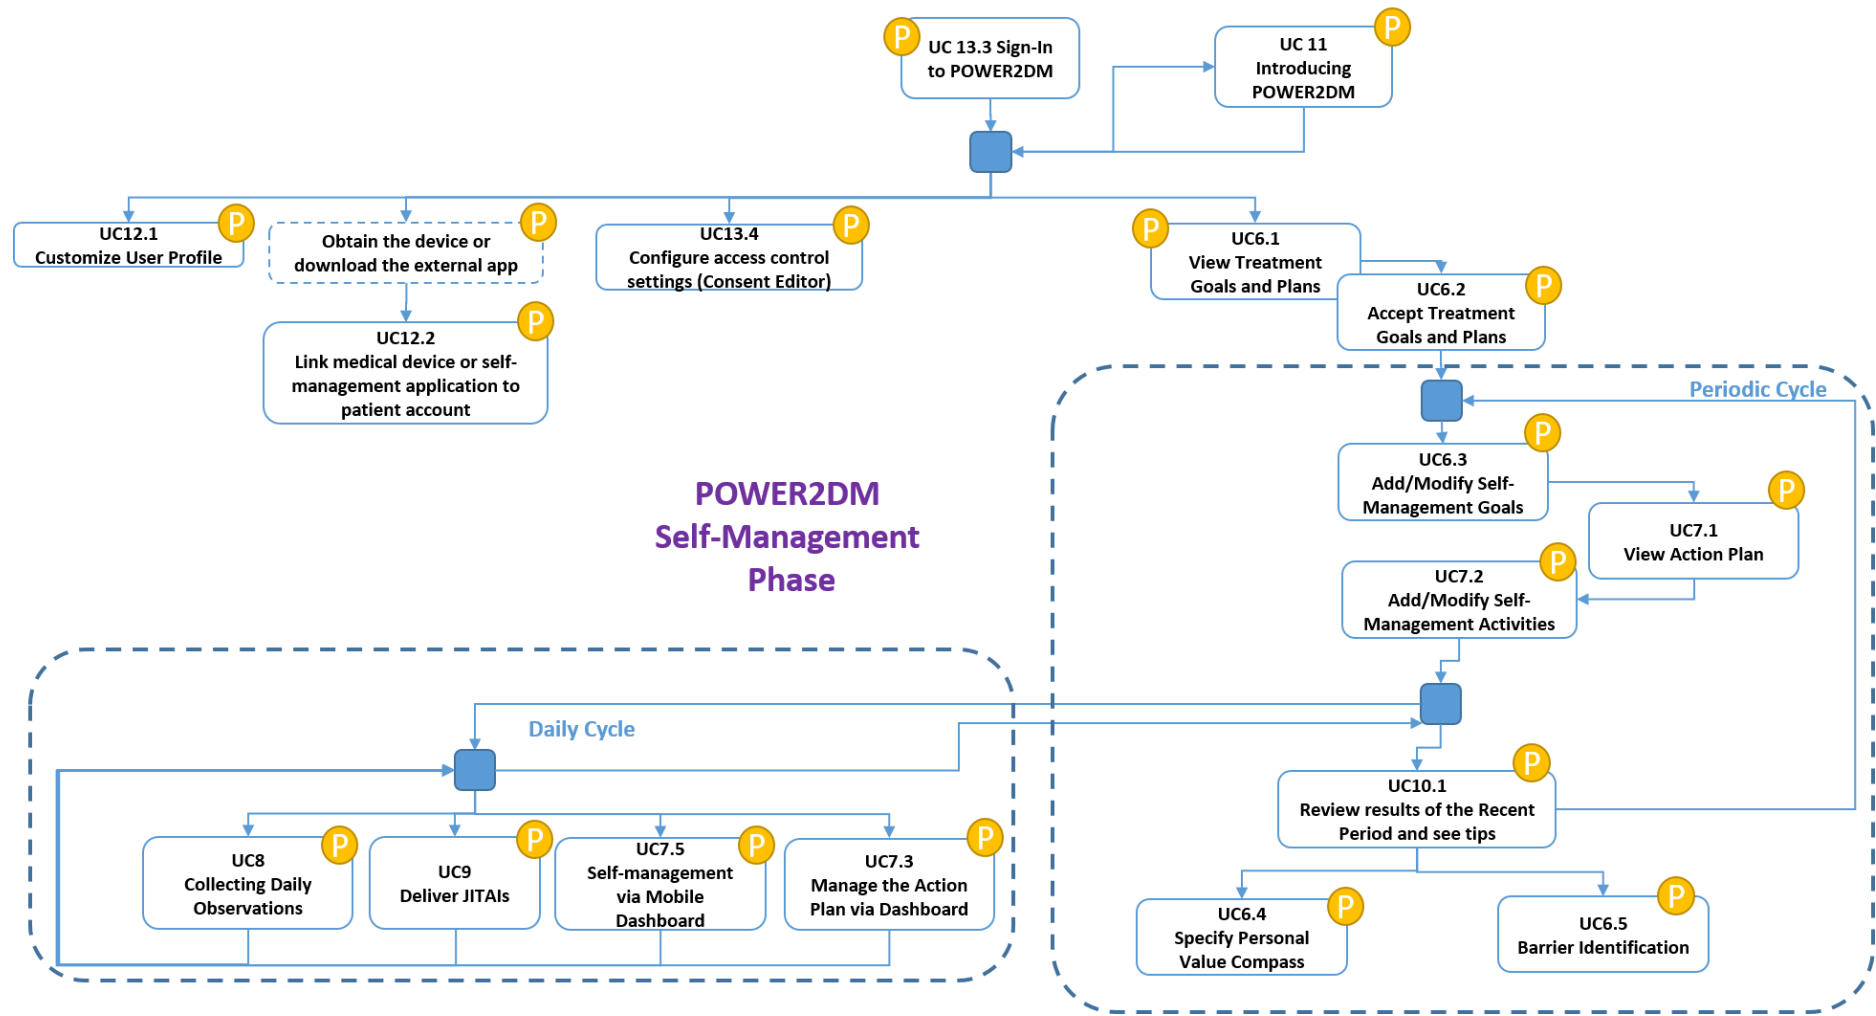 P
UC 13.3 Sign-In
to POWER2DM
P
UC 11
Introducing
POWER2DM
P
UC12.1
Customize User Profile
P
Obtain the device or
download the external app
P
UC13.4
Configure access control
settings (Consent Editor)
P
UC6.1
View Treatment
Goals and Plans
P
UC6.2
Accept Treatment
Goals and Plans
P
UC12.2
Link medical device or self-
management application to
patient account
Periodic Cycle
P
UC6.3
Add/Modify Self-
Management Goals
P
UC7.1
View Action Plan
POWER2DM
Self-Management
Phase
P
UC7.2
Add/Modify Self-
Management Activities
Daily Cycle
P
UC10.1
Review results of the Recent
Period and see tips
P
UC8
Collecting Daily
Observations
P
UC9
Deliver JITAIs
P
UC7.5
Self-management
via Mobile
Dashboard
P
UC7.3
Manage the Action
Plan via Dashboard
P
UC6.4
Specify Personal
Value Compass
P
UC6.5
Barrier Identification